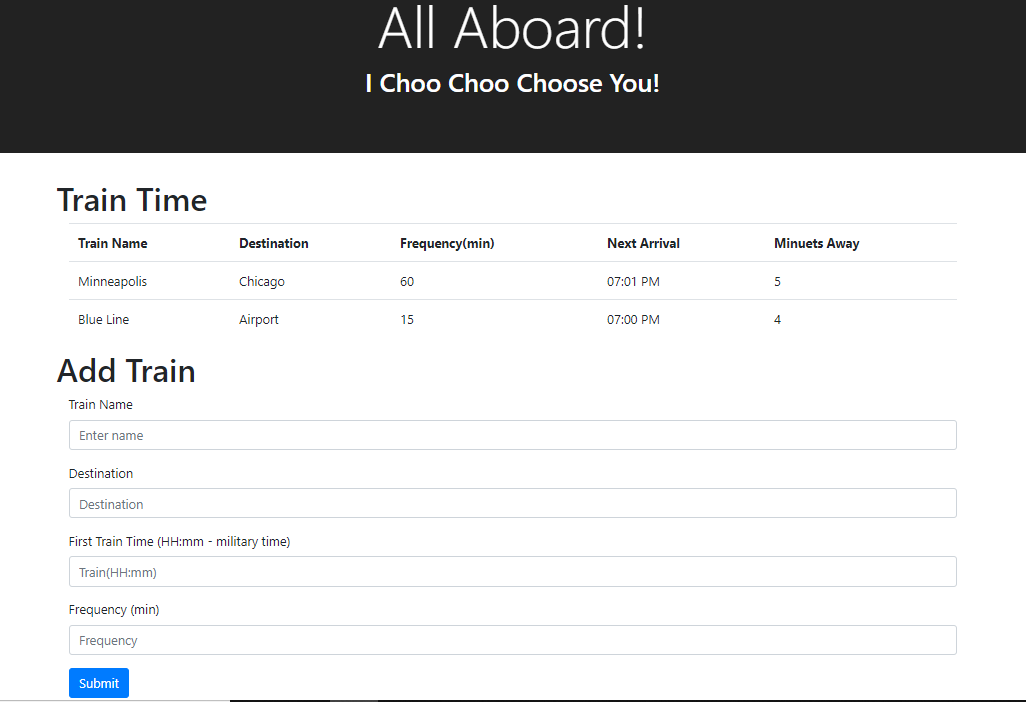 All Aboard!
I Choo Choo Choose You!
Train Time
Train Name Destination Frequency(min) Next Arrival Minuets Away
Minneapolis Chicago 60 07:01 PM 5
Blue Line Airport 15 07:00 PM 4
Add Train
Train Name
Enter name
Destination
Destination
First Train Time (HH:mm - military time)
Train(HH:mm)
Frequency (min)
Frequency
Submit